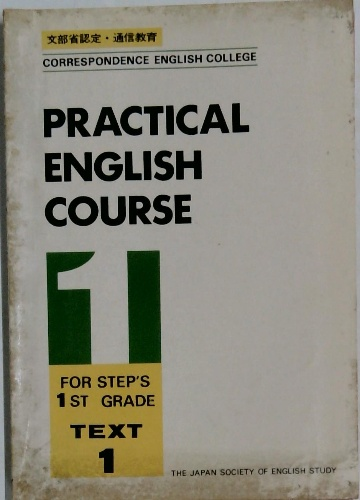 文部省認定・通信教育
CORRESPONDENCE ENGLISH COLLEGE
PRACTICAL
ENGLISH
COURSE
1
FOR STEP'S
1ST GRADE
TEXT
1
THE JAPAN SOCIETY OF ENGLISH STUDY